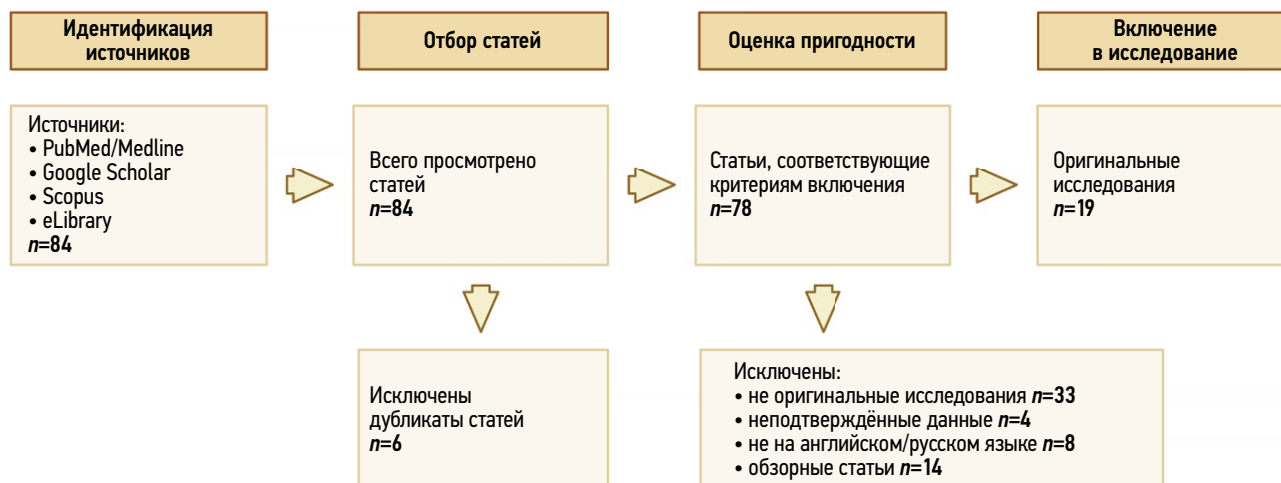 Идентификация
источников
Отбор статей
Оценка пригодности
Включение
в исследование
Источники:
• PubMed/Medline
• Google Scholar
• Scopus
• eLibrary
n=84
Всего просмотрено
статей
n=84
Статьи, соответствующие
критериям включения
n=78
Оригинальные
исследования
n=19
Исключены
дубликаты статей
n=6
Исключены:
• не оригинальные исследования n=33
• неподтверждённые данные n=4
• не на английском/русском языке n=8
• обзорные статьи n=14